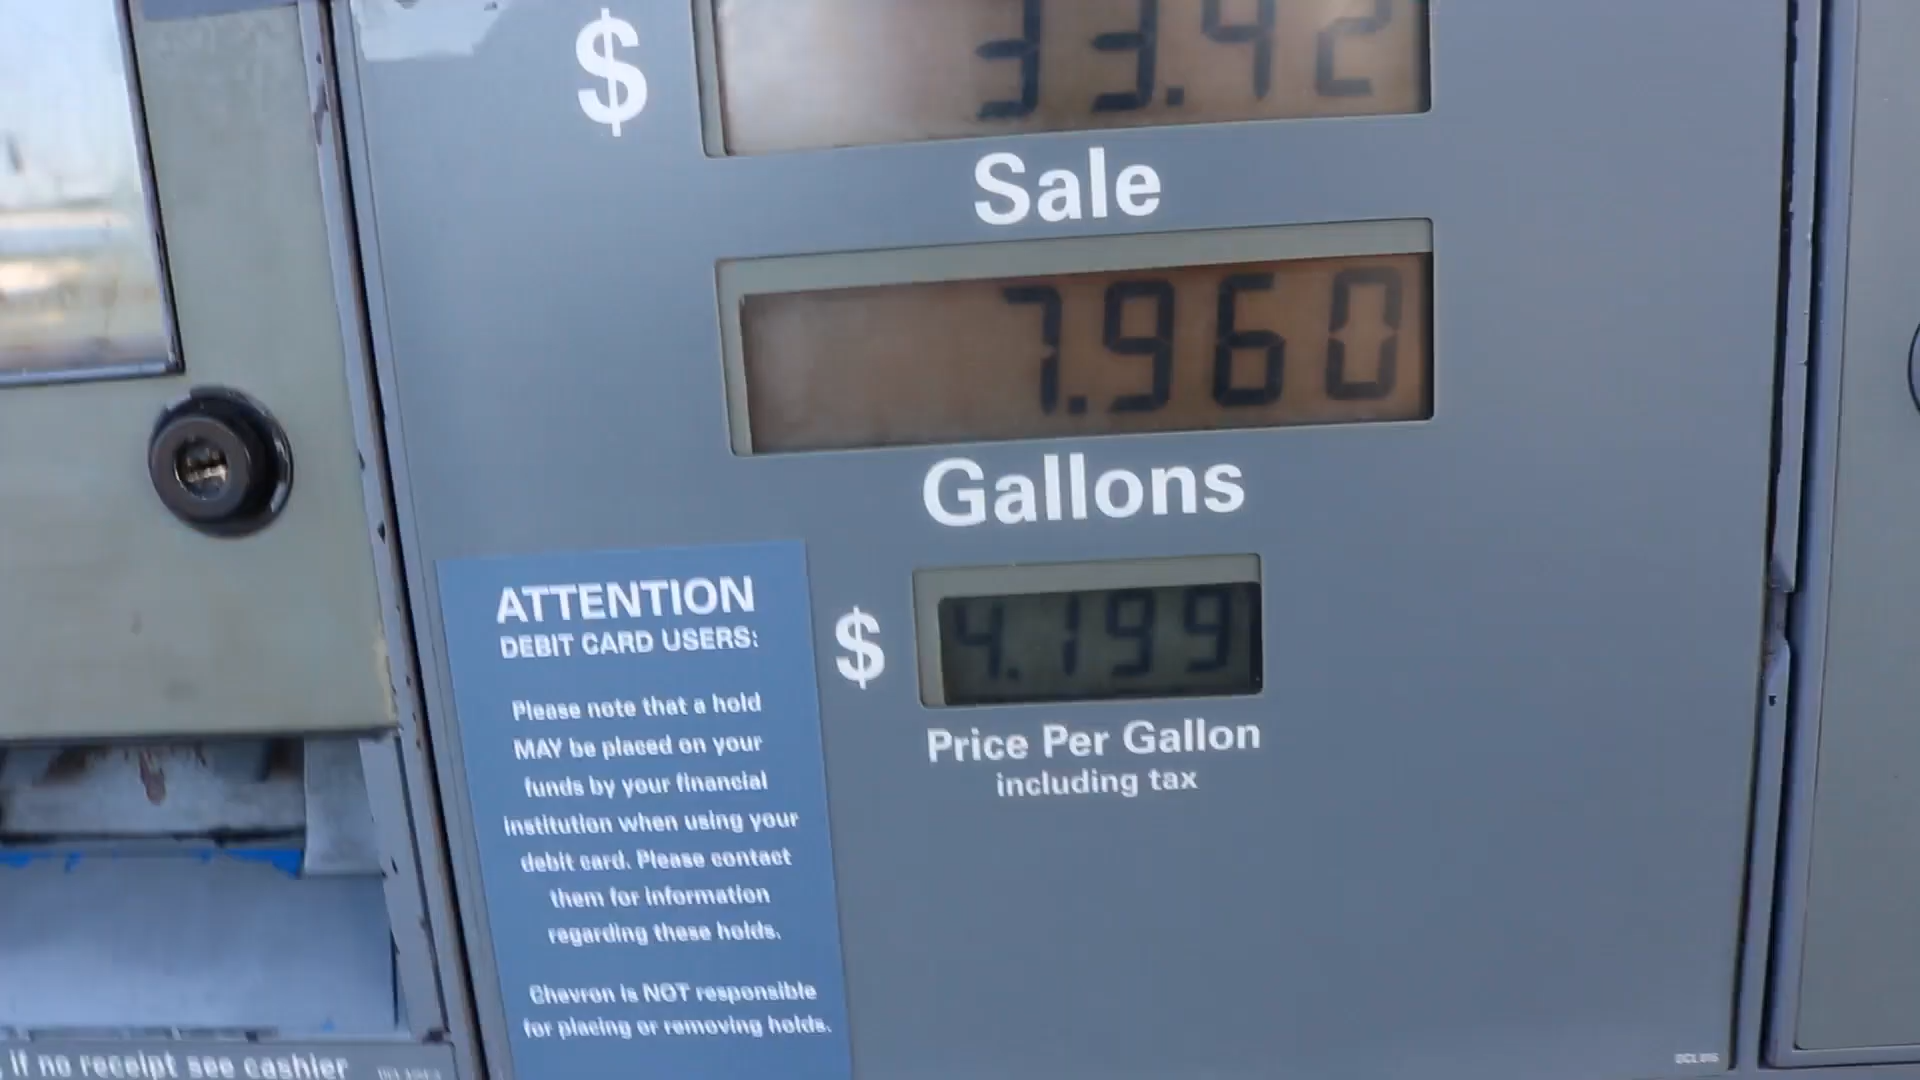 $ 33.42
Sale
7.960
Gallons
$ 4.199
Price Per Gallon
including tax
ATTENTION
DEBIT CARD USERS:
Please note that a hold
MAY be placed on your
funds by your financial
institution when using your
debit card. Please contact
them for information
regarding these holds.
Chevron is NOT responsible
for placing or removing holds.
if no receipt see cashier